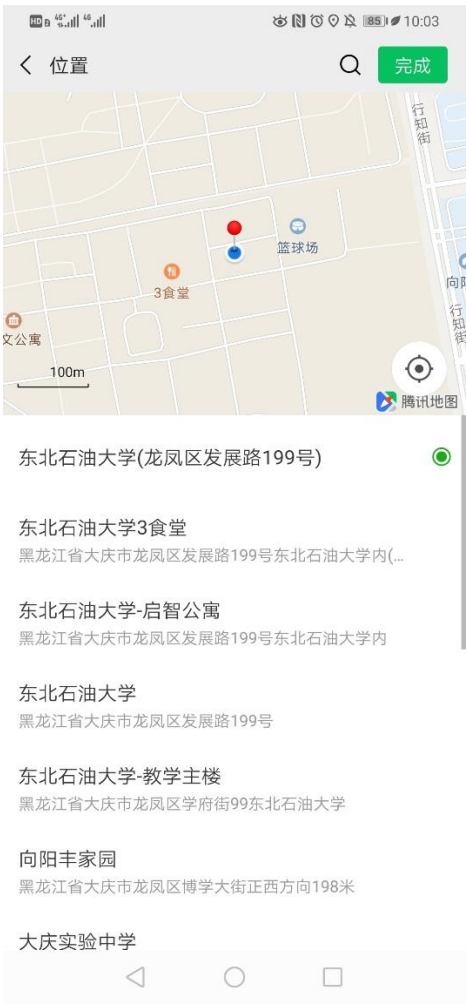 HD B 46+ 46 85 10:03
位置
完成
行知街
篮球场
3食堂
向阳
行知街
文公寓
100m
腾讯地图
东北石油大学(龙凤区发展路199号)
东北石油大学3食堂
黑龙江省大庆市龙凤区发展路199号东北石油大学内(...
东北石油大学-启智公寓
黑龙江省大庆市龙凤区发展路199号东北石油大学内
东北石油大学
黑龙江省大庆市龙凤区发展路199号
东北石油大学-教学主楼
黑龙江省大庆市龙凤区学府街99东北石油大学
向阳丰家园
黑龙江省大庆市龙凤区博学大街正西方向198米
大庆实验中学